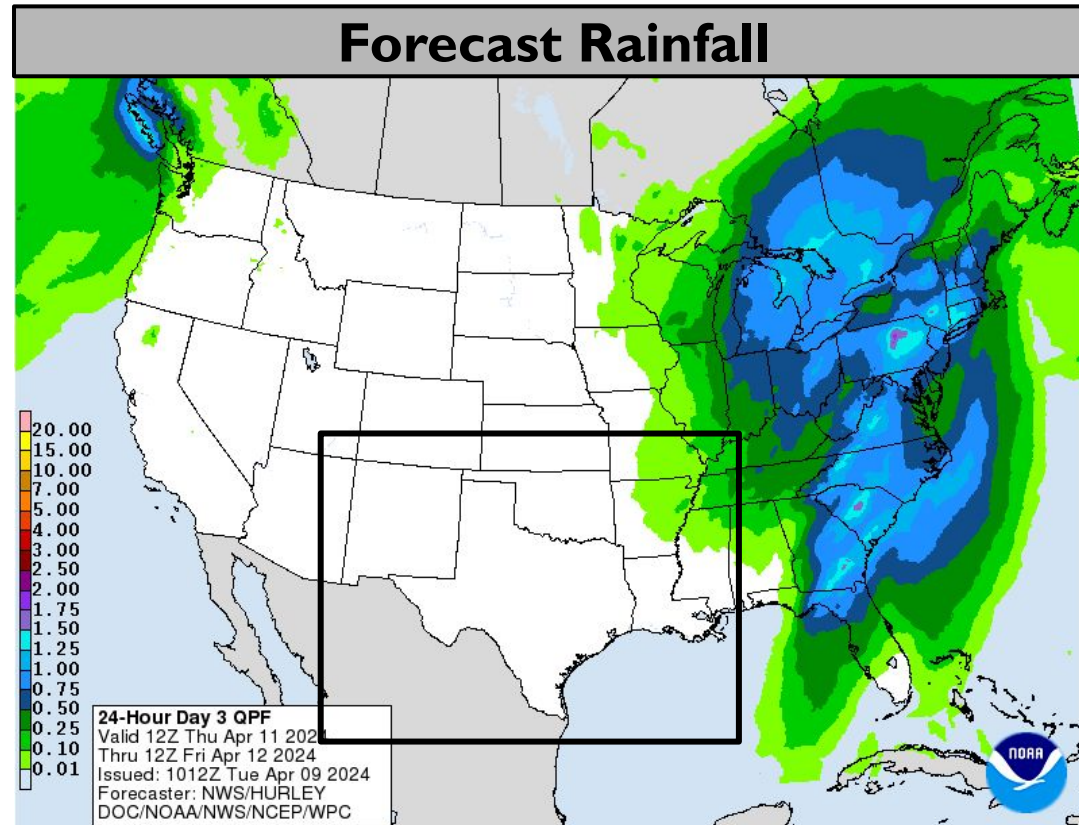 Forecast Rainfall
20.00
15.00
10.00
7.00
5.00
4.00
3.00
2.50
2.00
1.75
1.50
1.25
1.00
0.75
0.50
0.25
0.10
0.01
24-Hour Day 3 QPF
Valid 12Z Thu Apr 11 2024
Thru 12Z Fri Apr 12 2024
Issued: 1012Z Tue Apr 09 2024
Forecaster: NWS/HURLEY
DOC/NOAA/NWS/NCEP/WPC
NOAA